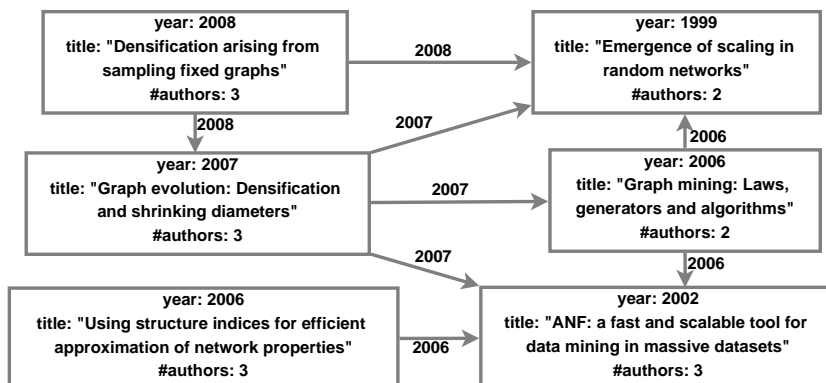 year: 2008
title: "Densification arising from
sampling fixed graphs"
#authors: 3
2008
year: 1999
title: "Emergence of scaling in
random networks"
#authors: 2
2008
2007
2006
year: 2007
title: "Graph evolution: Densification
and shrinking diameters"
#authors: 3
2007
year: 2006
title: "Graph mining: Laws,
generators and algorithms"
#authors: 2
2007
2006
year: 2006
title: "Using structure indices for efficient
approximation of network properties"
#authors: 3
2006
year: 2002
title: "ANF: a fast and scalable tool for
data mining in massive datasets"
#authors: 3